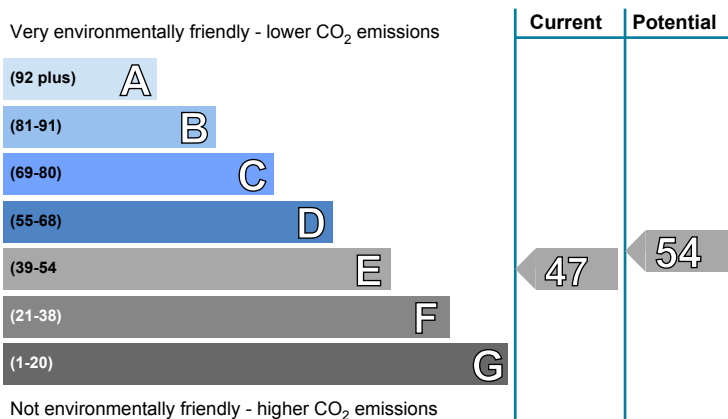 Current Potential
Very environmentally friendly - lower CO₂ emissions
(92 plus) A
(81-91) B
(69-80) C
(55-68) D
(39-54 E
47
54
(21-38) F
(1-20) G
Not environmentally friendly - higher CO₂ emissions